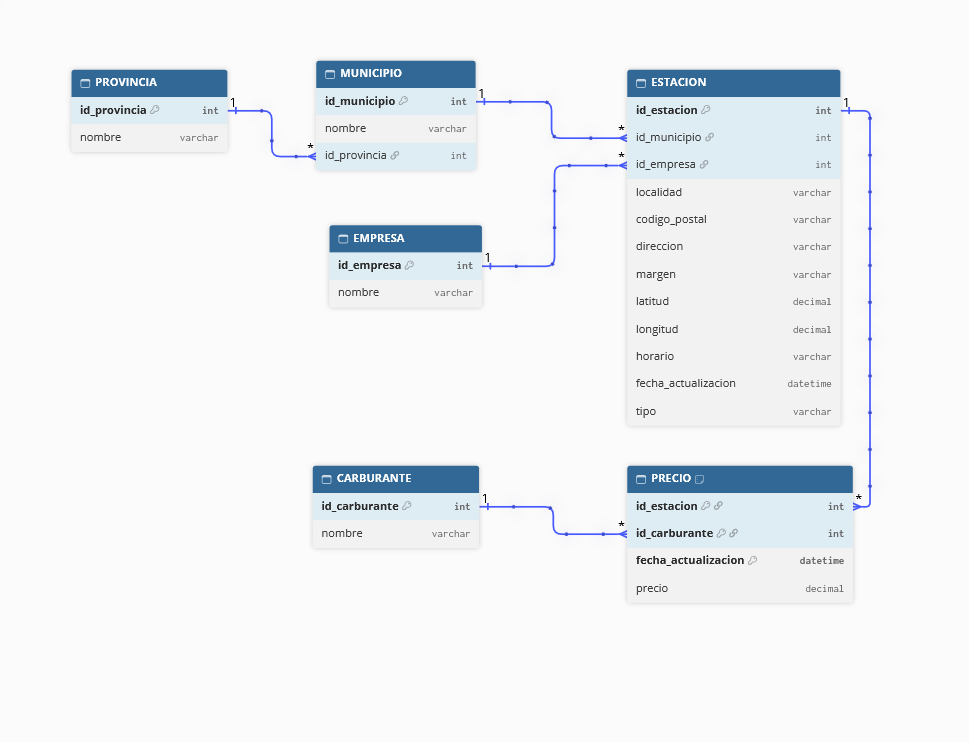 PROVINCIA
id_provincia int
nombre varchar
1
*
MUNICIPIO
id_municipio int
nombre varchar
id_provincia int
1
*
EMPRESA
id_empresa int
nombre varchar
1
*
ESTACION
id_estacion int
id_municipio int
id_empresa int
localidad varchar
codigo_postal varchar
direccion varchar
margen varchar
latitud decimal
longitud decimal
horario varchar
fecha_actualizacion datetime
tipo varchar
1
*
CARBURANTE
id_carburante int
nombre varchar
1
*
PRECIO
id_estacion int
id_carburante int
fecha_actualizacion datetime
precio decimal